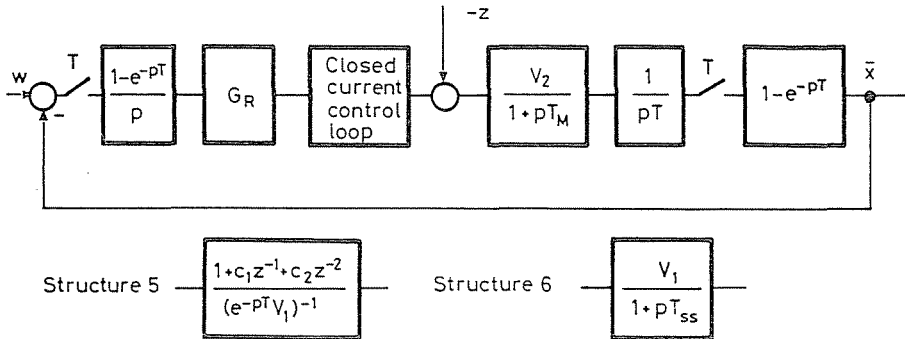 -z
w
T
1-e^{-pT}
p
G_R
Closed
current
control
loop
V_2
1+pT_M
1
pT
T
1-e^{-pT}
x̄
-
Structure 5
1+c_1z^{-1}+c_2z^{-2}
(e^{-pT}V_1)^{-1}
Structure 6
V_1
1+pT_{ss}